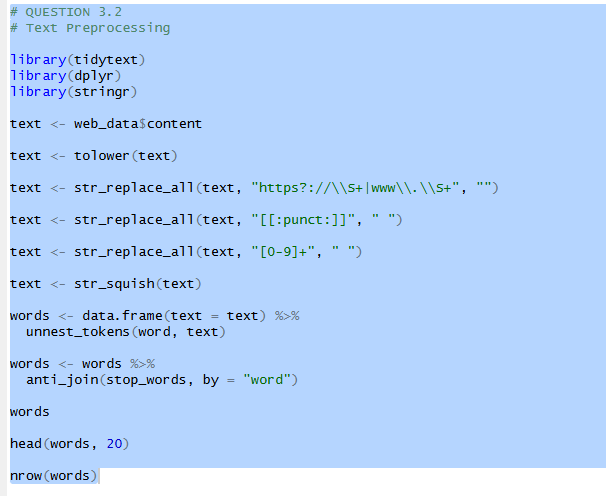 # QUESTION 3.2
# Text Preprocessing
library(tidytext)
library(dplyr)
library(stringr)
text <- web_data$content
text <- tolower(text)
text <- str_replace_all(text, "https?://\\S+|www\\.\\S+", "")
text <- str_replace_all(text, "[[:punct:]]", " ")
text <- str_replace_all(text, "[0-9]+", " ")
text <- str_squish(text)
words <- data.frame(text = text) %>%
  unnest_tokens(word, text)
words <- words %>%
  anti_join(stop_words, by = "word")
words
head(words, 20)
nrow(words)